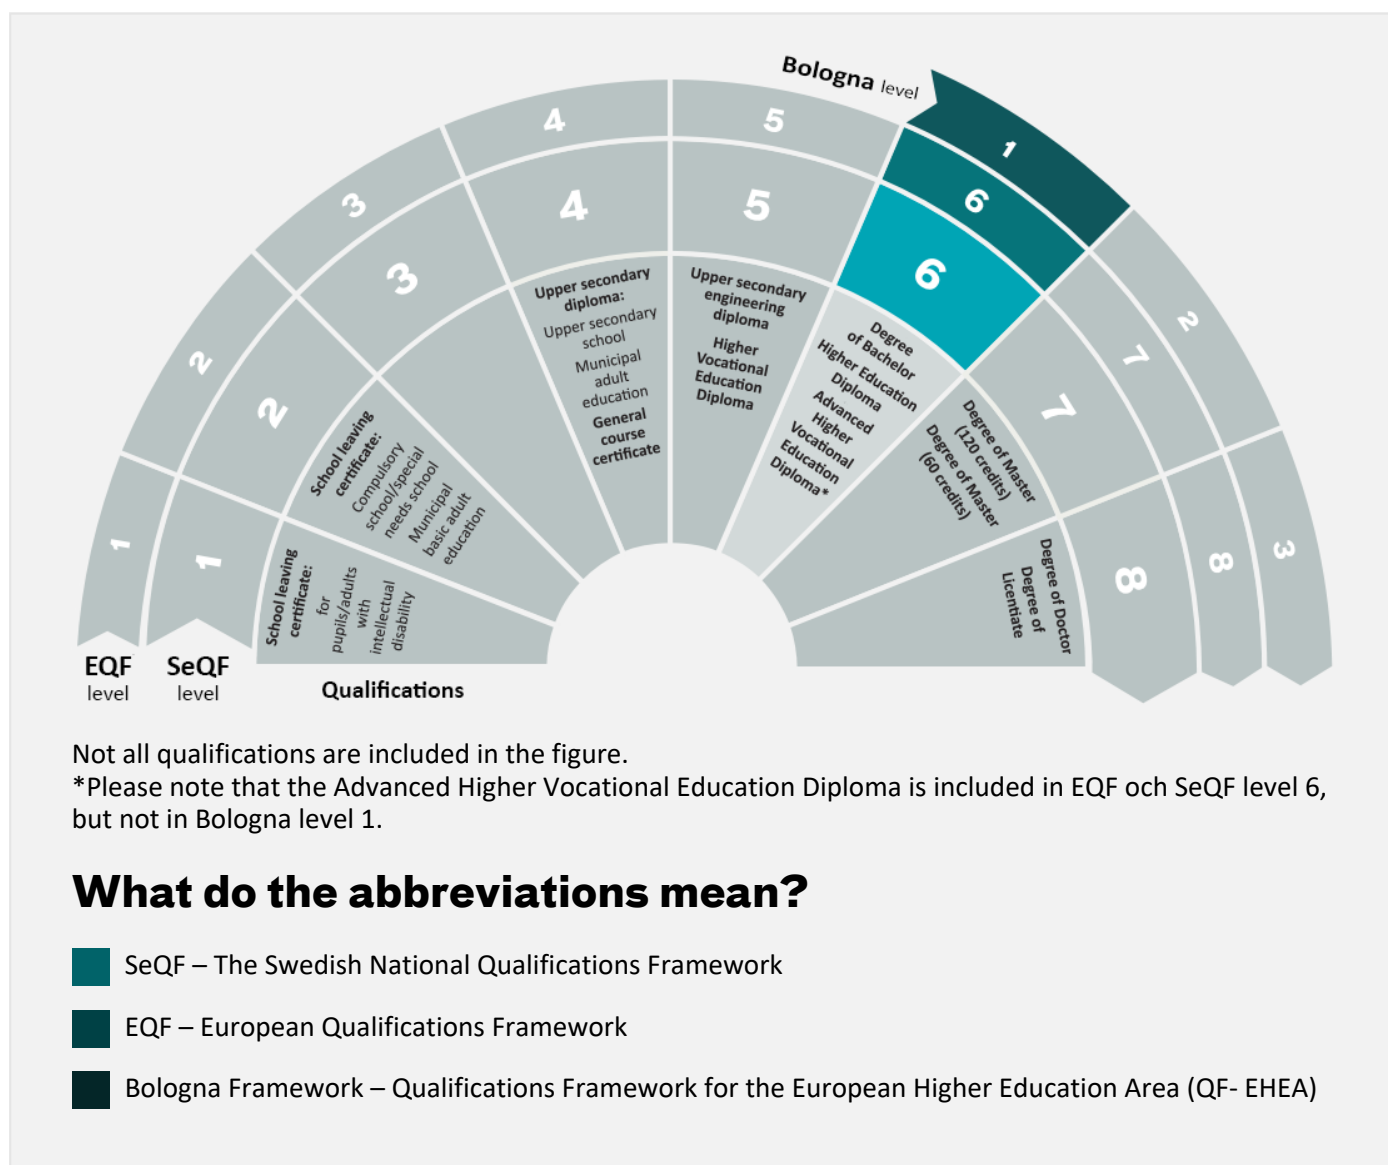 Bologna level
1
2
3
1
2
3
4
5
6
7
8
1
2
3
4
5
6
7
8
School leaving
certificate:
for
pupils/adults
with
intellectual
disability
School leaving
certificate:
Compulsory
school/special
needs school
Municipal
basic adult
education
Upper secondary
diploma:
Upper secondary
school
Municipal
adult
education
General
course
certificate
Upper secondary
engineering
diploma
Higher
Vocational
Education
Diploma
Degree
of Bachelor
Higher Education
Diploma
Advanced
Higher
Vocational
Education
Diploma*
Degree of Master
(120 credits)
Degree of Master
(60 credits)
Degree of Doctor
Degree of
Licentiate
EQF
level
SeQF
level
Qualifications
Not all qualifications are included in the figure.
*Please note that the Advanced Higher Vocational Education Diploma is included in EQF och SeQF level 6,
but not in Bologna level 1.
What do the abbreviations mean?
SeQF – The Swedish National Qualifications Framework
EQF – European Qualifications Framework
Bologna Framework – Qualifications Framework for the European Higher Education Area (QF- EHEA)